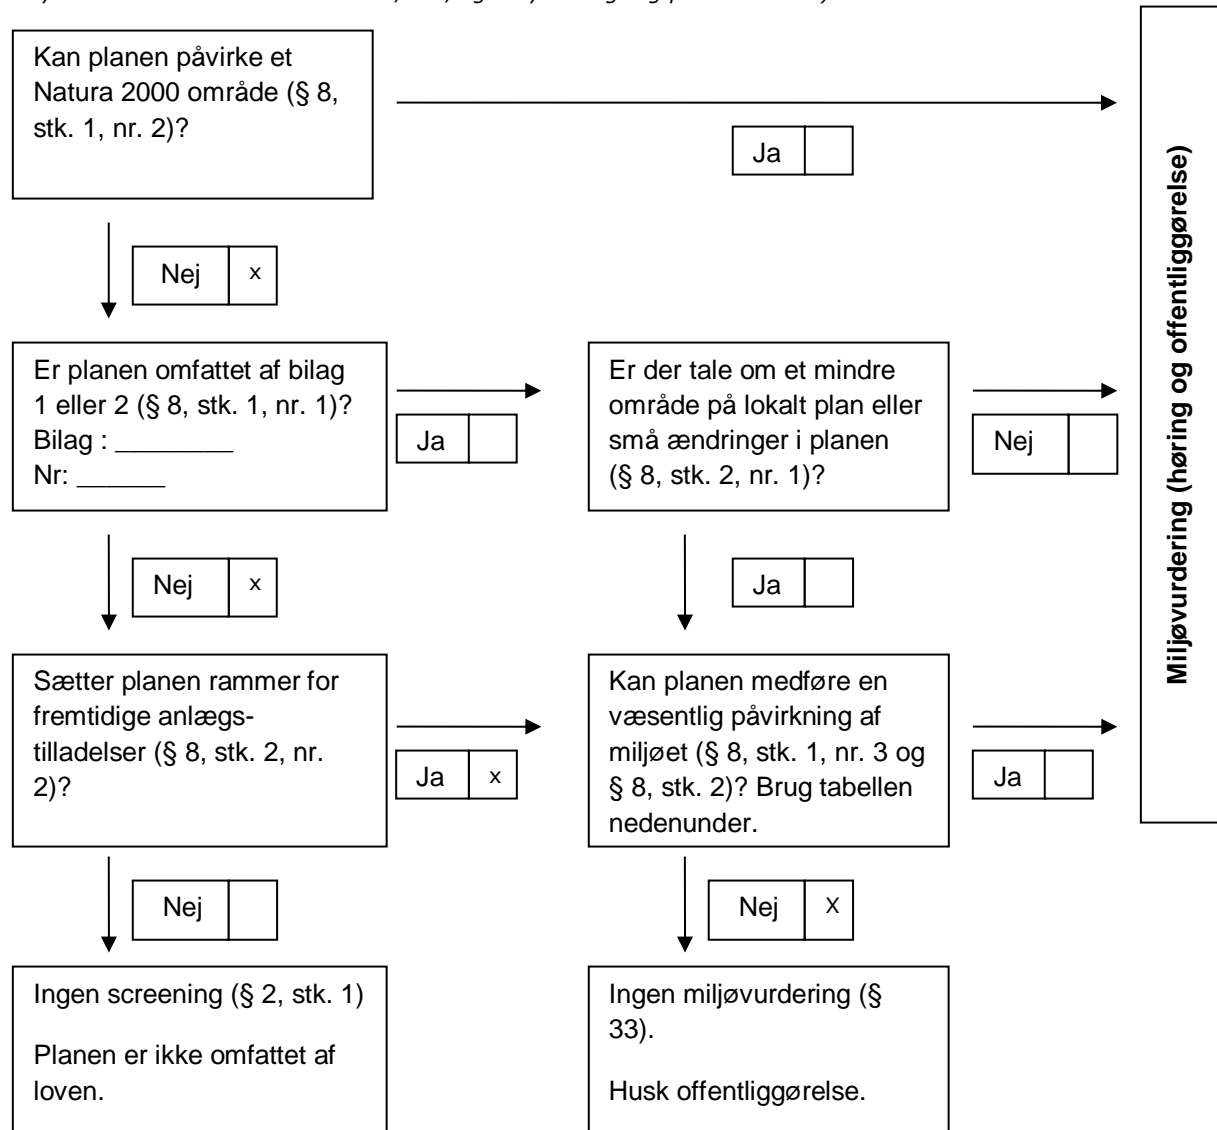 Kan planen påvirke et
Natura 2000 område (§ 8,
stk. 1, nr. 2)?
Ja
Nej x
Er planen omfattet af bilag
1 eller 2 (§ 8, stk. 1, nr. 1)?
Bilag : ________
Nr: ______
Ja
Er der tale om et mindre
område på lokalt plan eller
små ændringer i planen
(§ 8, stk. 2, nr. 1)?
Nej
Nej x
Ja
Sætter planen rammer for
fremtidige anlægs-
tilladelser (§ 8, stk. 2, nr.
2)?
Ja x
Kan planen medføre en
væsentlig påvirkning af
miljøet (§ 8, stk. 1, nr. 3 og
§ 8, stk. 2)? Brug tabellen
nedenunder.
Ja
Nej
Nej X
Ingen screening (§ 2, stk. 1)
Planen er ikke omfattet af
loven.
Ingen miljøvurdering (§
33).
Husk offentliggørelse.
Miljøvurdering (høring og offentliggørelse)